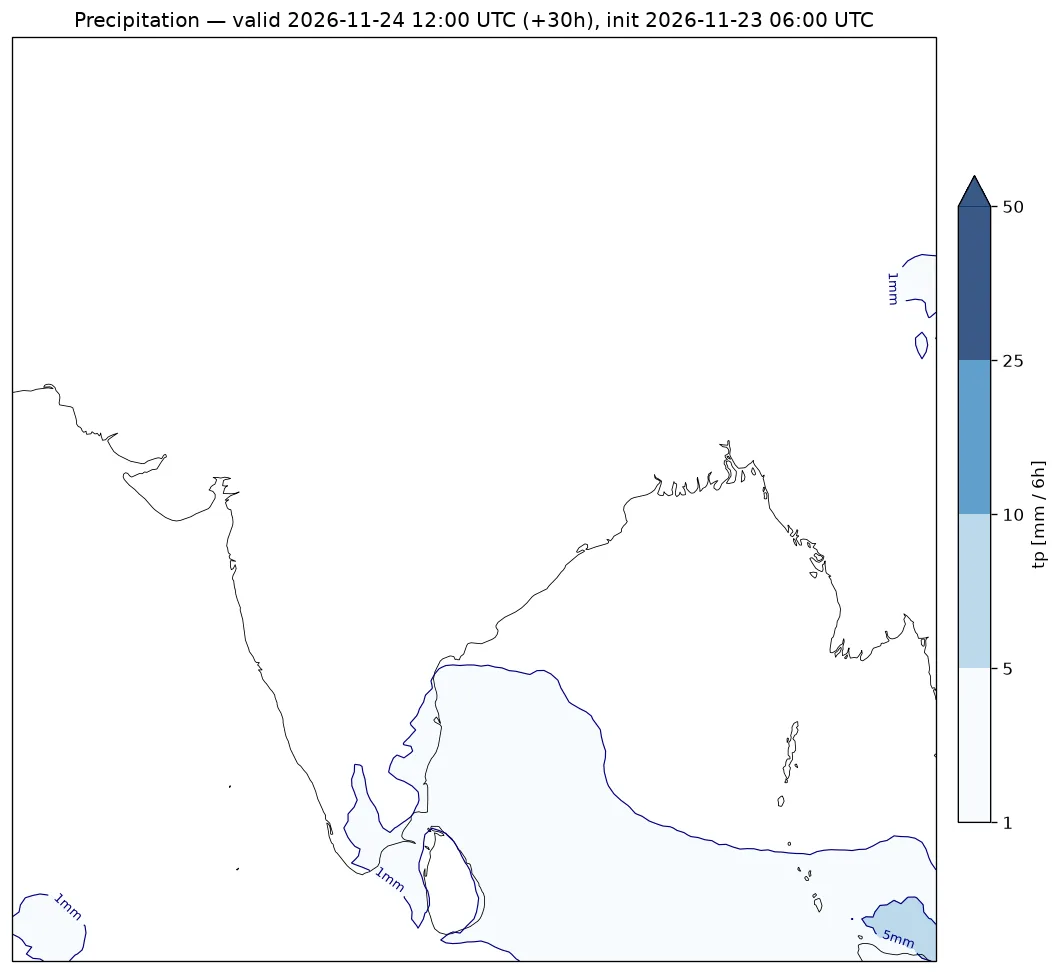 Precipitation — valid 2026-11-24 12:00 UTC (+30h), init 2026-11-23 06:00 UTC
1mm
1mm
1mm
5mm
50
25
10
5
1
tp [mm / 6h]